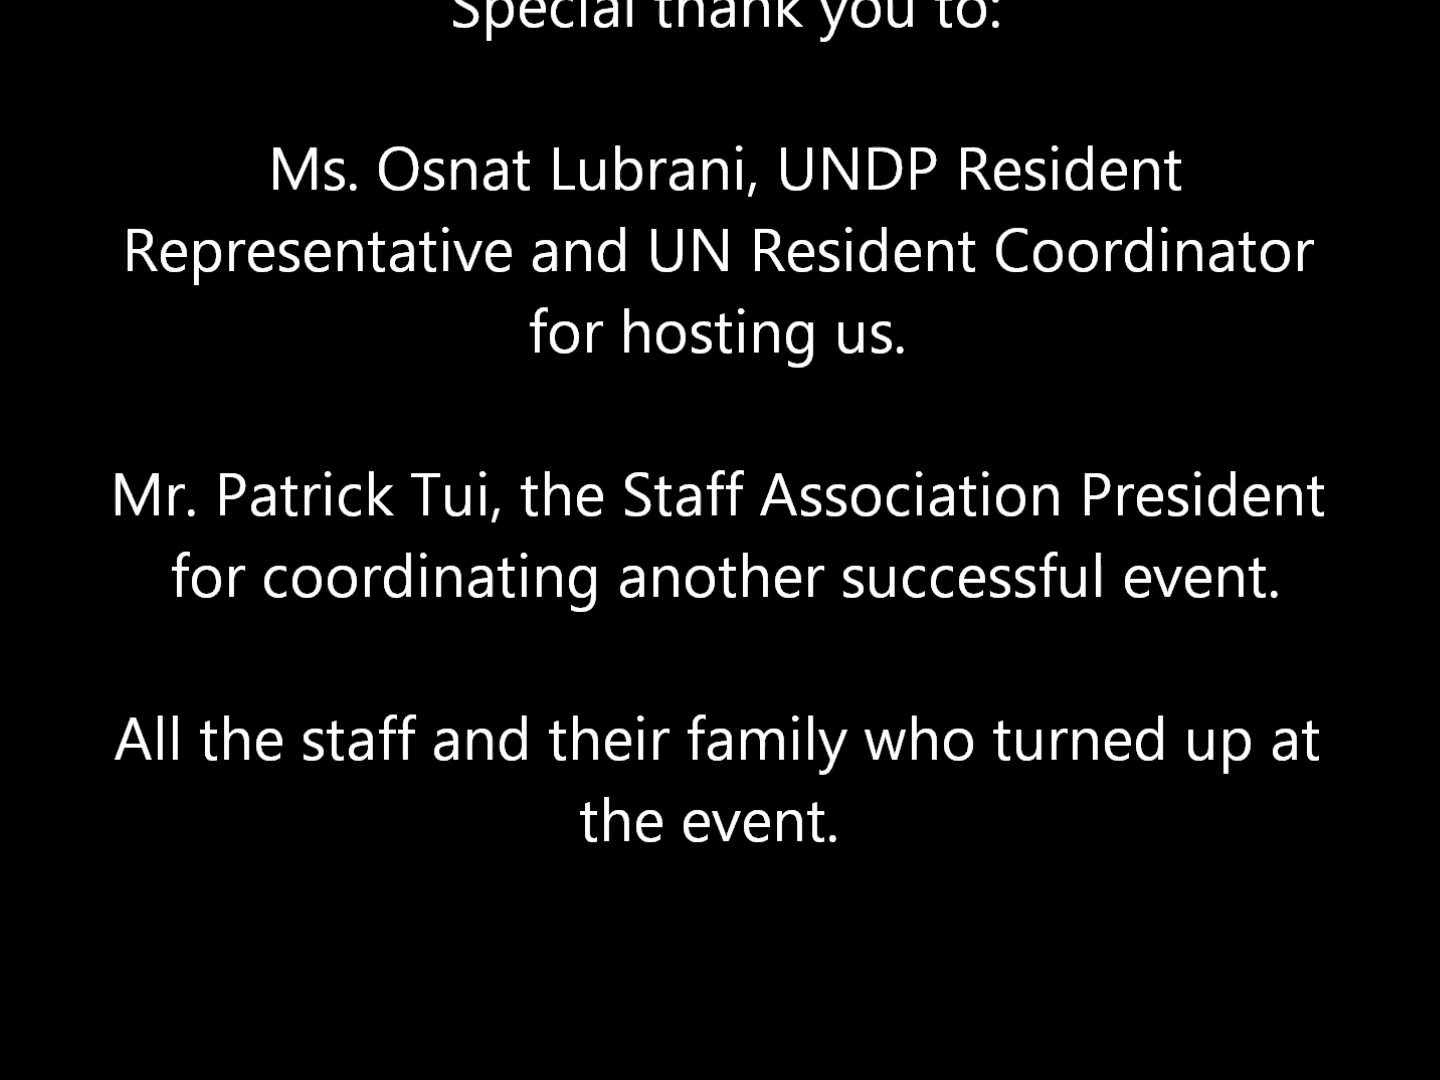 Special thank you to:
Ms. Osnat Lubrani, UNDP Resident
Representative and UN Resident Coordinator
for hosting us.
Mr. Patrick Tui, the Staff Association President
for coordinating another successful event.
All the staff and their family who turned up at
the event.